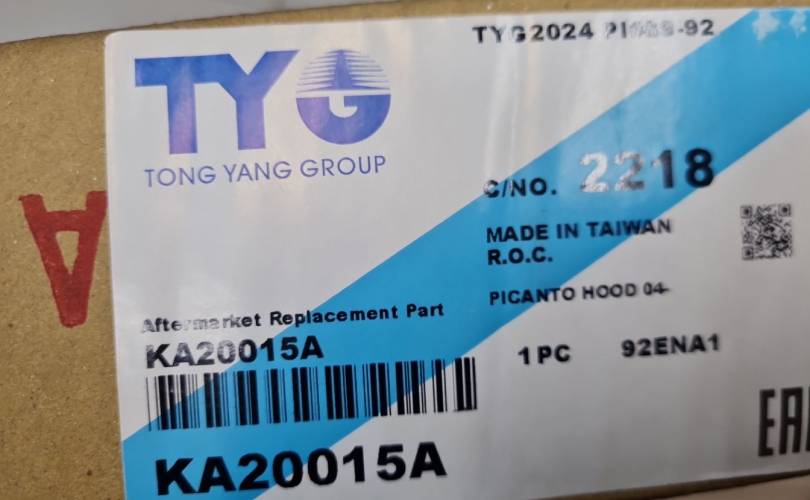 TYG2024
TYG
TONG YANG GROUP
C/NO. 2218
MADE IN TAIWAN
R.O.C.
PICANTO HOOD 04-
Aftermarket Replacement Part
KA20015A
1 PC 92ENA1
KA20015A
A